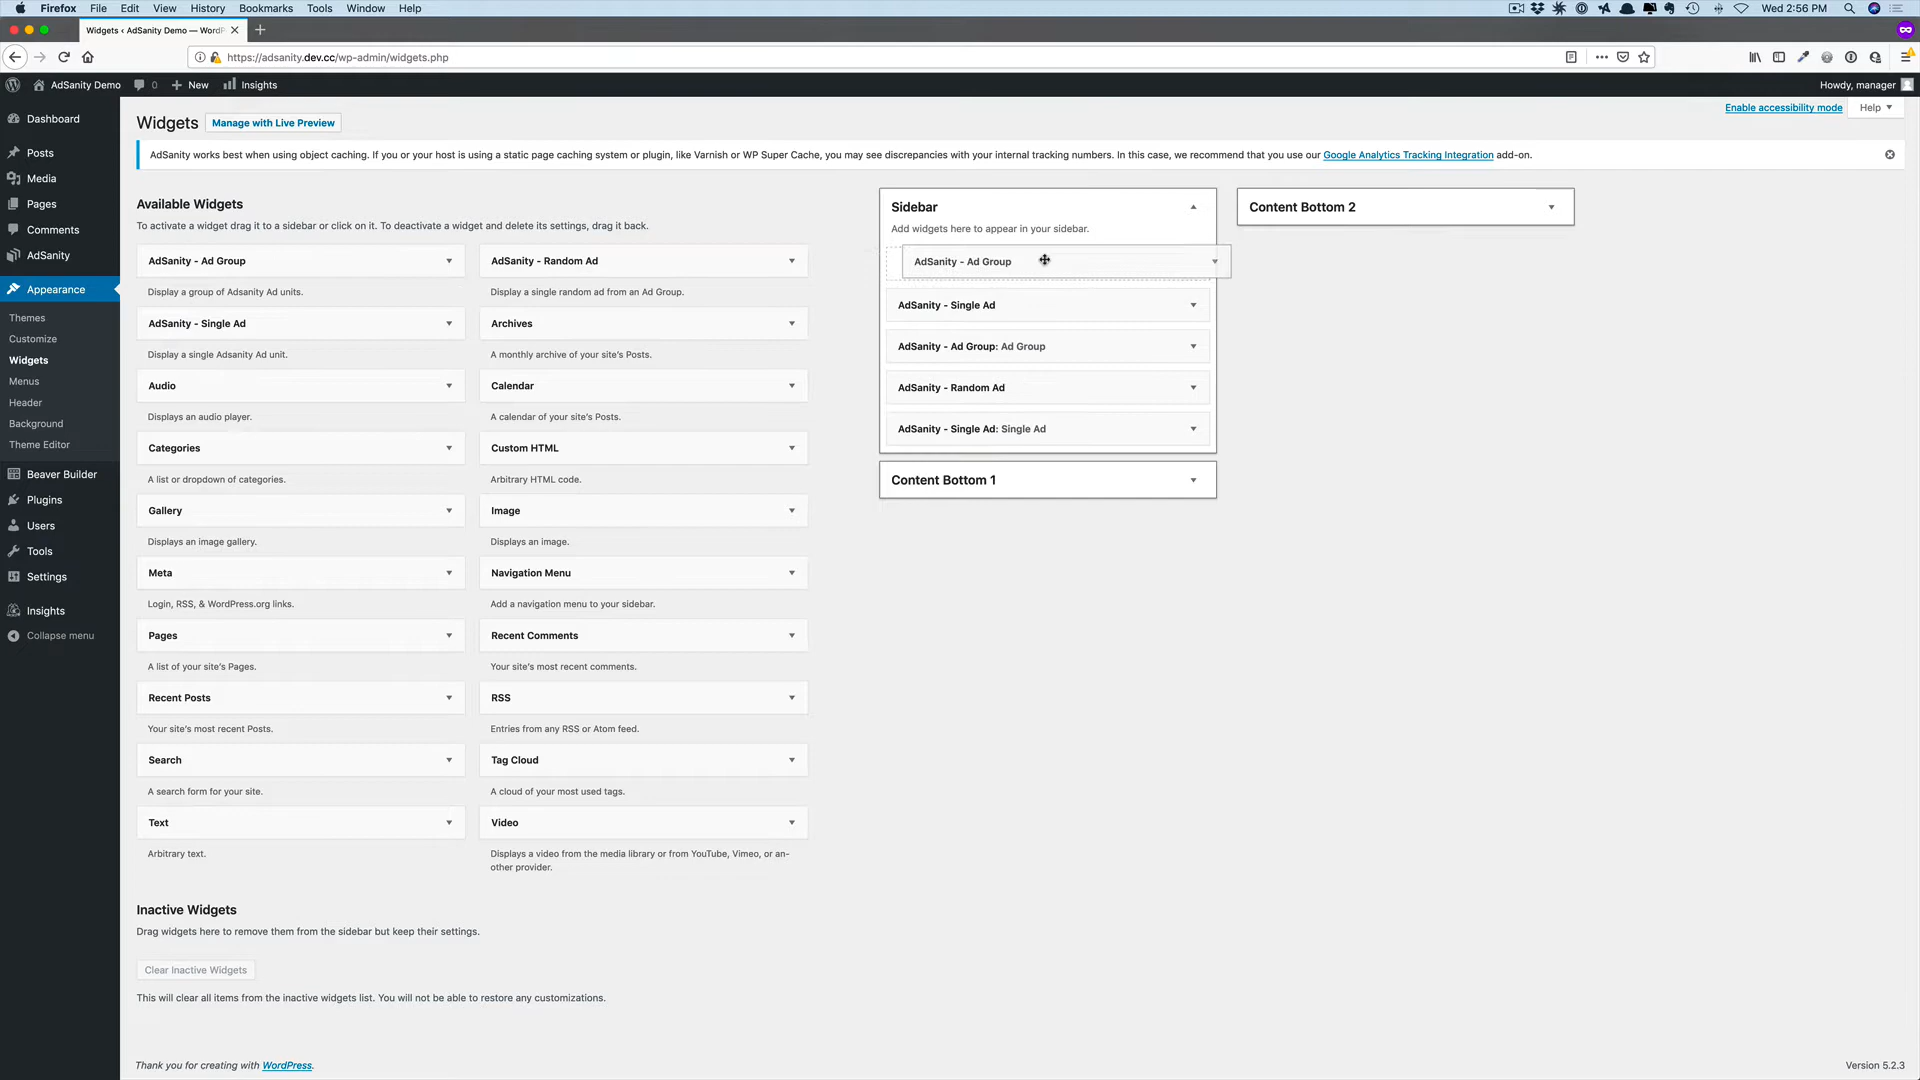 Firefox File Edit View History Bookmarks Tools Window Help Wed 2:56 PM
Widgets ‹ AdSanity Demo — WordP
https://adsanity.dev.cc/wp-admin/widgets.php
AdSanity Demo 0 New Insights Howdy, manager
Dashboard
Posts
Media
Pages
Comments
AdSanity
Appearance
Themes
Customize
Widgets
Menus
Header
Background
Theme Editor
Beaver Builder
Plugins
Users
Tools
Settings
Insights
Collapse menu
Enable accessibility mode Help
Widgets Manage with Live Preview
AdSanity works best when using object caching. If you or your host is using a static page caching system or plugin, like Varnish or WP Super Cache, you may see discrepancies with your internal tracking numbers. In this case, we recommend that you use our Google Analytics Tracking Integration add-on.
Available Widgets
To activate a widget drag it to a sidebar or click on it. To deactivate a widget and delete its settings, drag it back.
AdSanity - Ad Group AdSanity - Random Ad
Display a group of Adsanity Ad units. Display a single random ad from an Ad Group.
AdSanity - Single Ad Archives
Display a single Adsanity Ad unit. A monthly archive of your site's Posts.
Audio Calendar
Displays an audio player. A calendar of your site's Posts.
Categories Custom HTML
A list or dropdown of categories. Arbitrary HTML code.
Gallery Image
Displays an image gallery. Displays an image.
Meta Navigation Menu
Login, RSS, & WordPress.org links. Add a navigation menu to your sidebar.
Pages Recent Comments
A list of your site's Pages. Your site's most recent comments.
Recent Posts RSS
Your site's most recent Posts. Entries from any RSS or Atom feed.
Search Tag Cloud
A search form for your site. A cloud of your most used tags.
Text Video
Arbitrary text. Displays a video from the media library or from YouTube, Vimeo, or an-
other provider.
Inactive Widgets
Drag widgets here to remove them from the sidebar but keep their settings.
Clear Inactive Widgets
This will clear all items from the inactive widgets list. You will not be able to restore any customizations.
Sidebar
Add widgets here to appear in your sidebar.
AdSanity - Ad Group
AdSanity - Single Ad
AdSanity - Ad Group: Ad Group
AdSanity - Random Ad
AdSanity - Single Ad: Single Ad
Content Bottom 1
Content Bottom 2
Thank you for creating with WordPress. Version 5.2.3